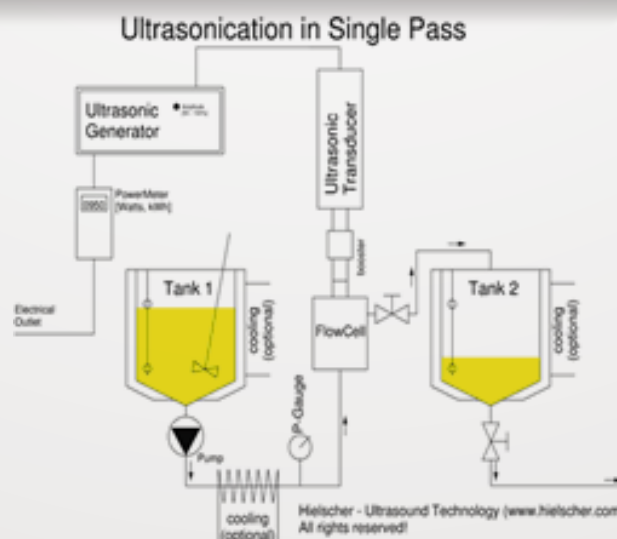 Ultrasonication in Single Pass
Ultrasonic
Generator
Ultrasonic
Transducer
PowerMeter
[Watts, kWh]
0950
booster
Tank 1
Tank 2
Electrical
Outlet
cooling
(optional)
FlowCell
cooling
(optional)
P-Gauge
Pump
cooling
(optional)
Hielscher - Ultrasound Technology (www.hielscher.com
All rights reserved!